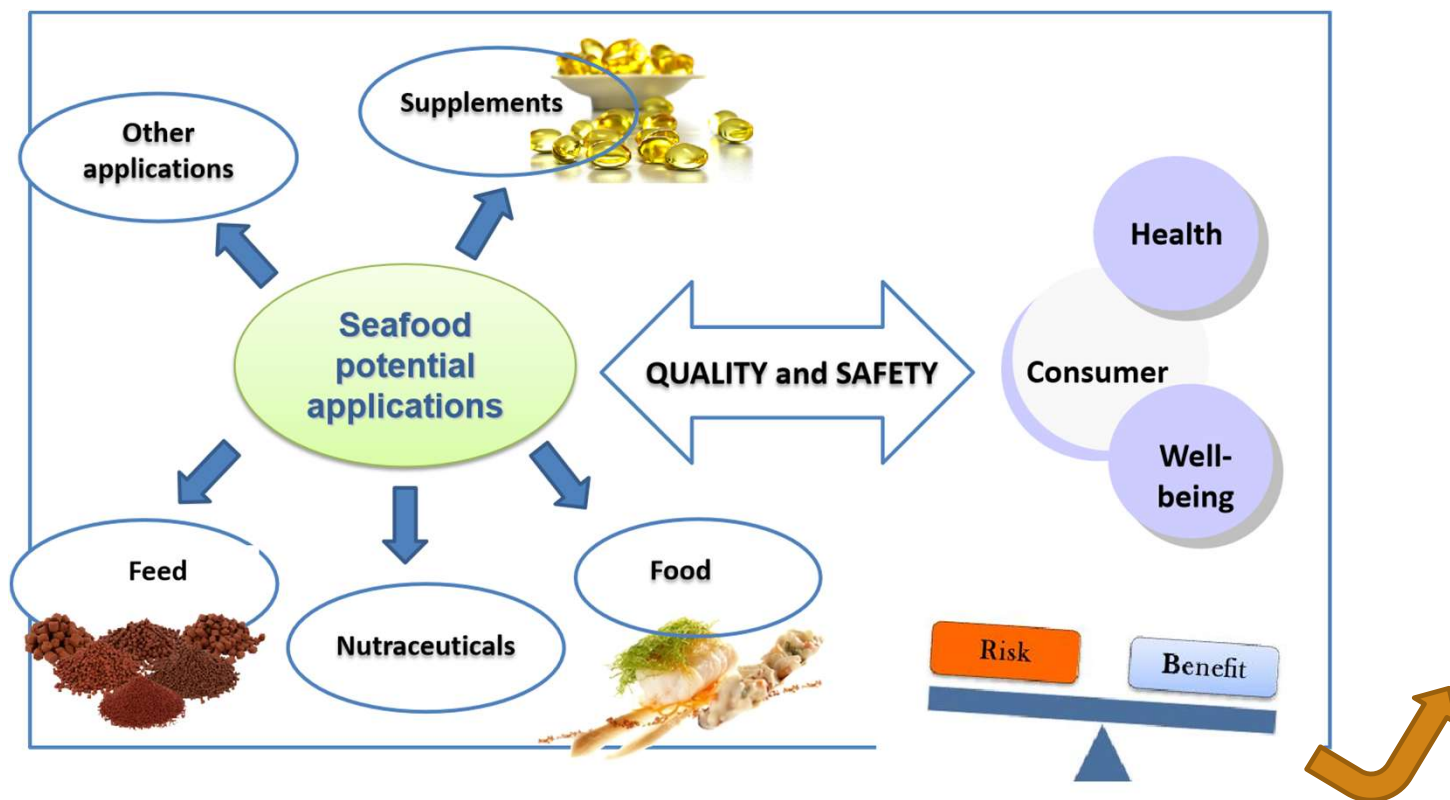 Supplements
Other
applications
Health
Seafood
potential
applications
QUALITY and SAFETY
Consumer
Well-
being
Feed
Food
Nutraceuticals
Risk
Benefit